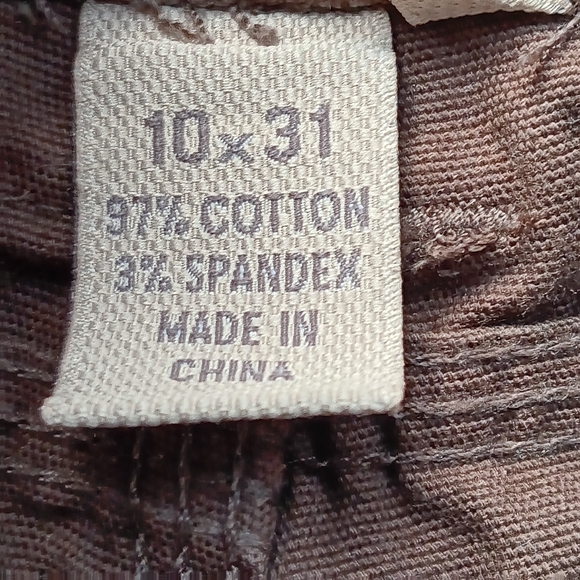 10x31
97% COTTON
3% SPANDEX
MADE IN
CHINA